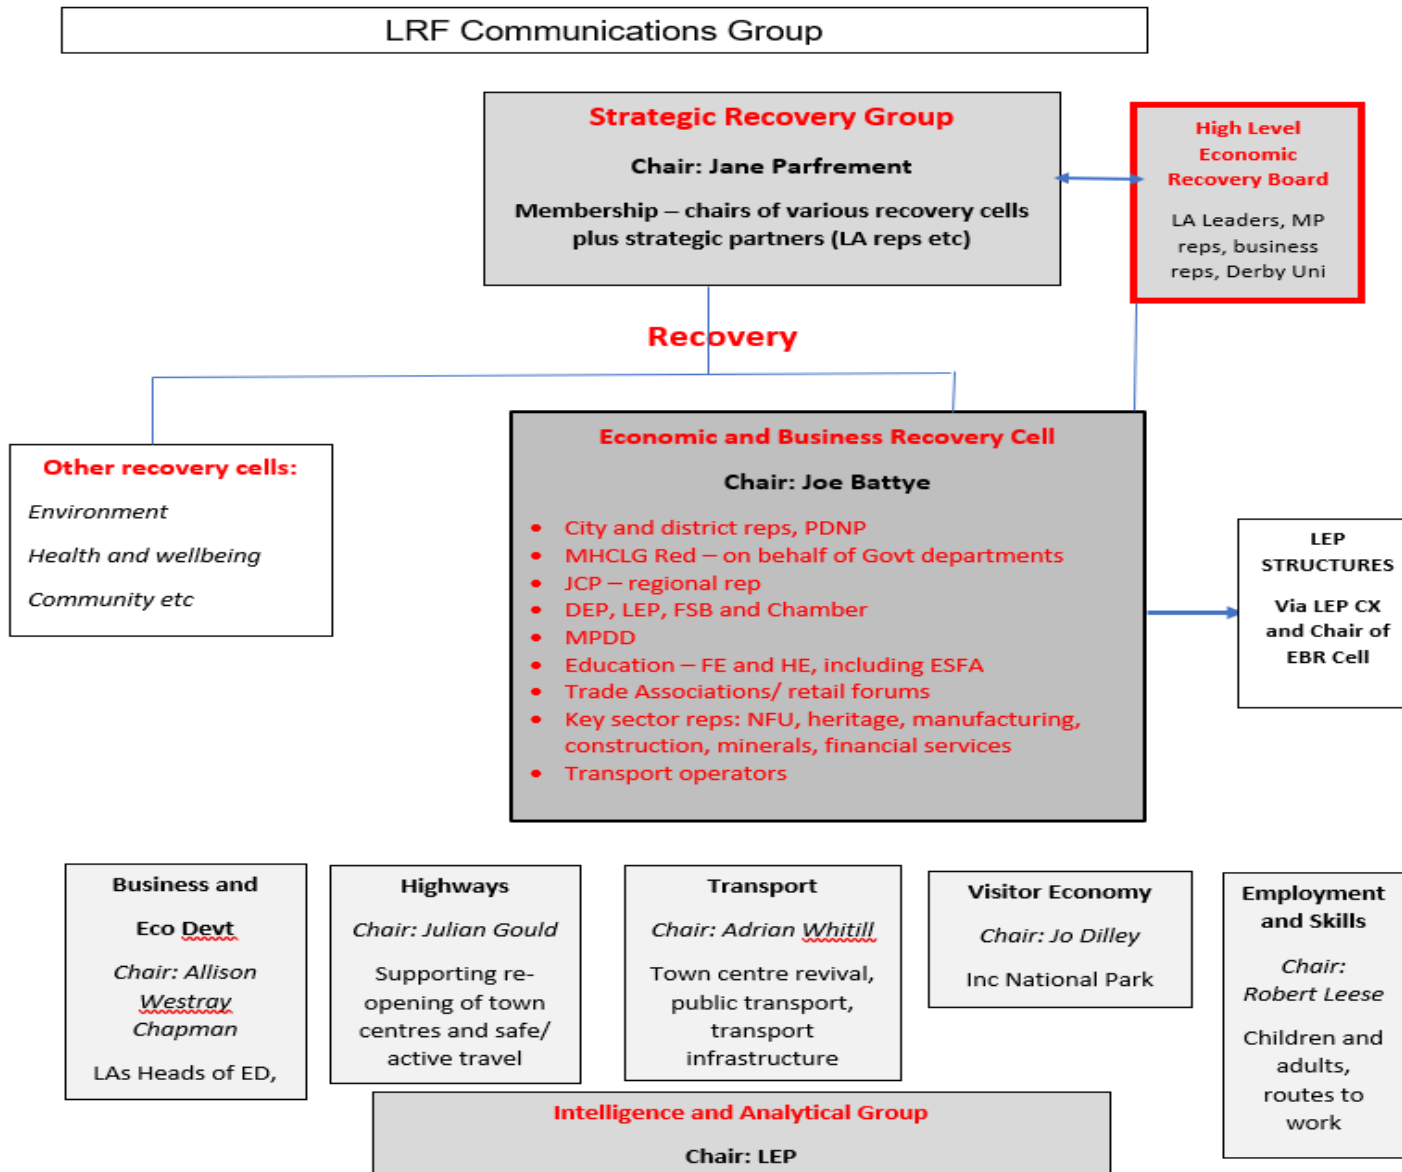 LRF Communications Group
Strategic Recovery Group
Chair: Jane Parfrement
Membership – chairs of various recovery cells
plus strategic partners (LA reps etc)
High Level
Economic
Recovery Board
LA Leaders, MP
reps, business
reps, Derby Uni
Recovery
Other recovery cells:
Environment
Health and wellbeing
Community etc
Economic and Business Recovery Cell
Chair: Joe Battye
• City and district reps, PDNP
• MHCLG Red – on behalf of Govt departments
• JCP – regional rep
• DEP, LEP, FSB and Chamber
• MPDD
• Education – FE and HE, including ESFA
• Trade Associations/ retail forums
• Key sector reps: NFU, heritage, manufacturing,
construction, minerals, financial services
• Transport operators
LEP
STRUCTURES
Via LEP CX
and Chair of
EBR Cell
Business and
Eco Devt
Chair: Allison
Westray
Chapman
LAs Heads of ED,
Highways
Chair: Julian Gould
Supporting re-
opening of town
centres and safe/
active travel
Transport
Chair: Adrian Whitill
Town centre revival,
public transport,
transport
infrastructure
Visitor Economy
Chair: Jo Dilley
Inc National Park
Employment
and Skills
Chair:
Robert Leese
Children and
adults,
routes to
work
Intelligence and Analytical Group
Chair: LEP